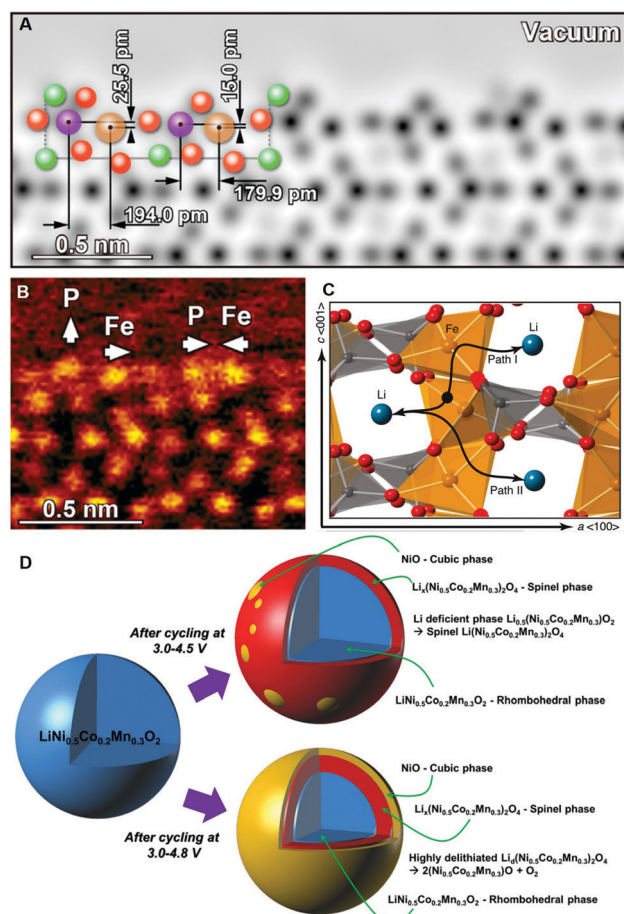 A
Vacuum
25.5 pm
15.0 pm
194.0 pm
179.9 pm
0.5 nm
B
P
Fe
P Fe
0.5 nm
C
c <001>
Fe
Li
Path I
Li
Path II
a <100>
D
NiO - Cubic phase
Liₓ(Ni₀.₅Co₀.₂Mn₀.₃)₂O₄ - Spinel phase
Li deficient phase Li₀.₅(Ni₀.₅Co₀.₂Mn₀.₃)O₂
→ Spinel Li(Ni₀.₅Co₀.₂Mn₀.₃)₂O₄
After cycling at
3.0-4.5 V
LiNi₀.₅Co₀.₂Mn₀.₃O₂ - Rhombohedral phase
LiNi₀.₅Co₀.₂Mn₀.₃O₂
After cycling at
3.0-4.8 V
NiO - Cubic phase
Liₓ(Ni₀.₅Co₀.₂Mn₀.₃)₂O₄ - Spinel phase
Highly delithiated Li_d(Ni₀.₅Co₀.₂Mn₀.₃)₂O₄
→ 2(Ni₀.₅Co₀.₂Mn₀.₃)O + O₂
LiNi₀.₅Co₀.₂Mn₀.₃O₂ - Rhombohedral phase